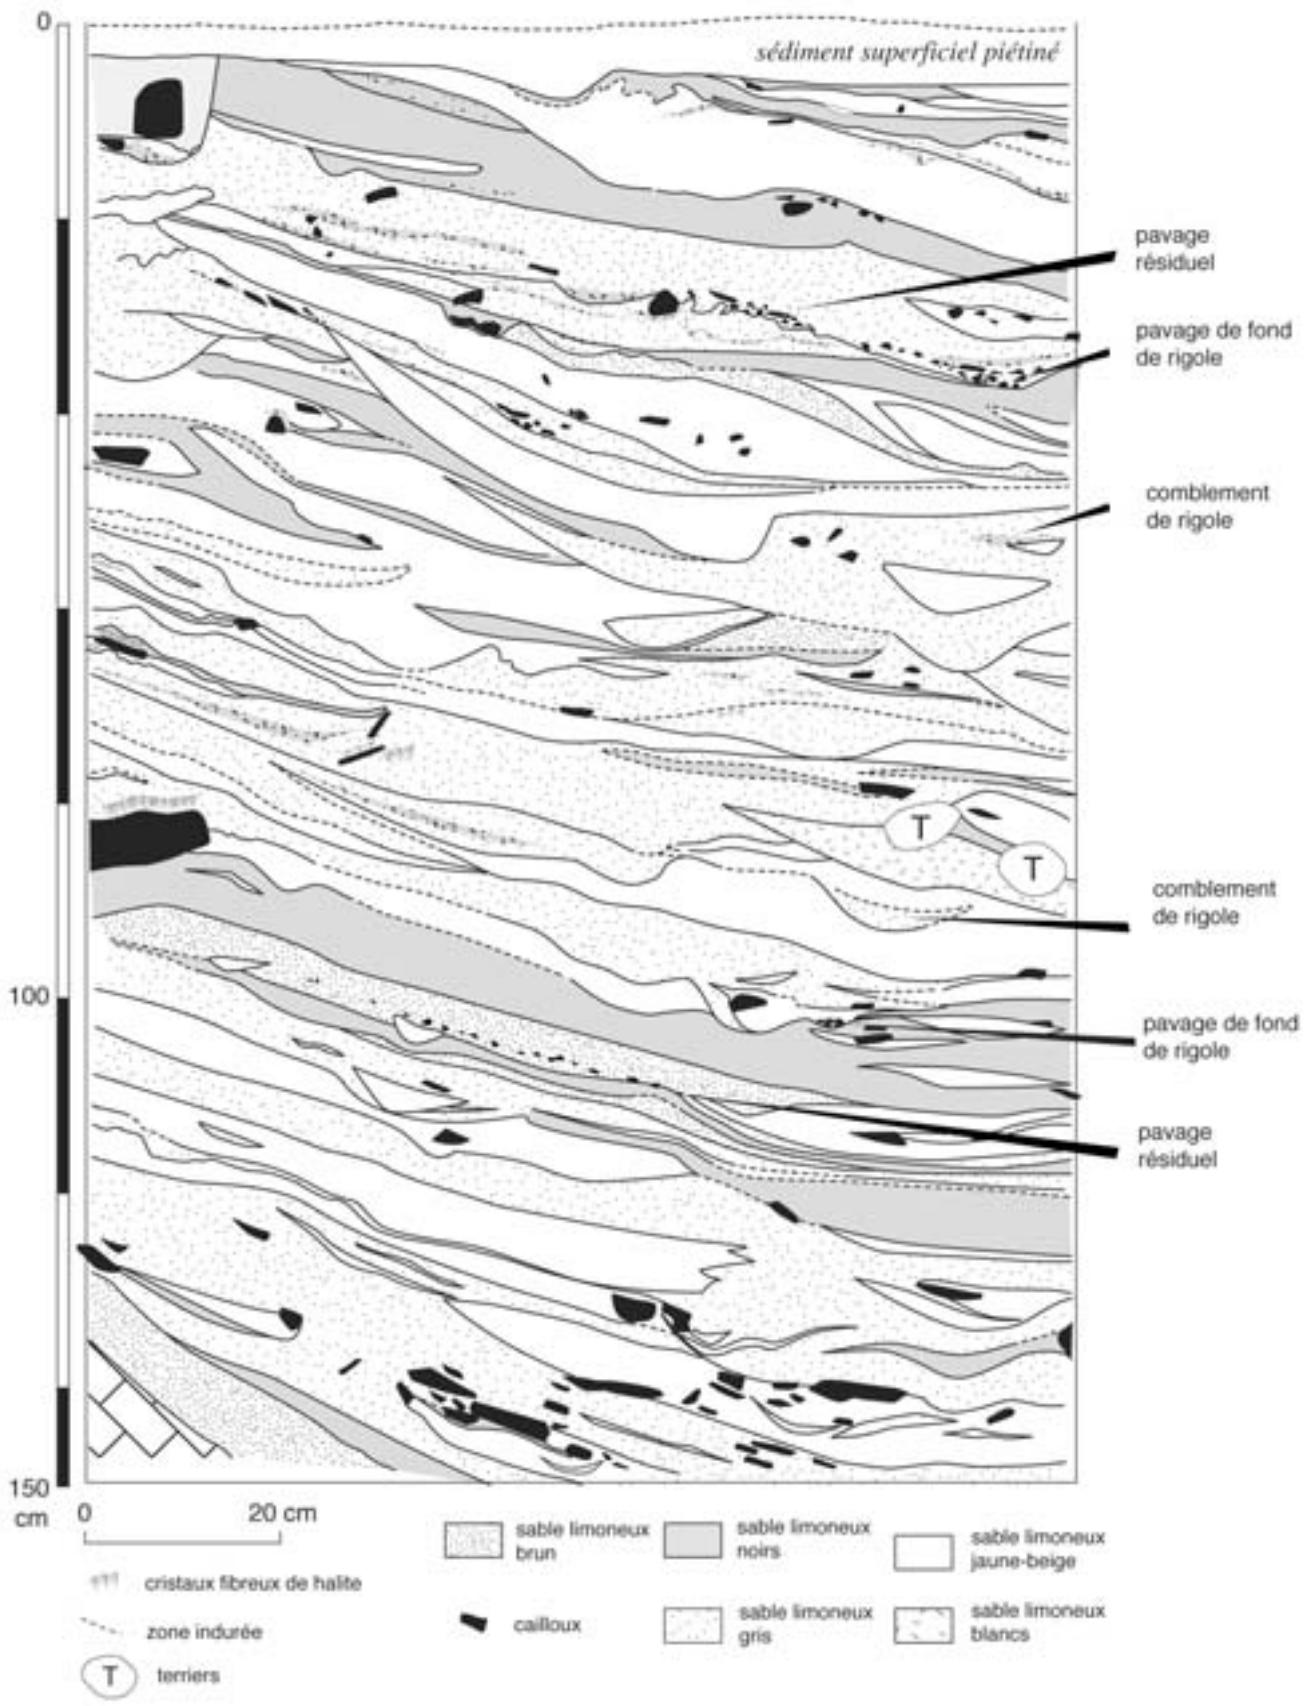 0
sédiment superficiel piétiné
pavage
résiduel
pavage de fond
de rigole
comblement
de rigole
T
T
comblement
de rigole
100
pavage de fond
de rigole
pavage
résiduel
150
cm
0
20 cm
sable limoneux
brun
sable limoneux
noirs
sable limoneux
jaune-beige
cristaux fibreux de halite
zone indurée
cailloux
sable limoneux
gris
sable limoneux
blancs
T
terriers